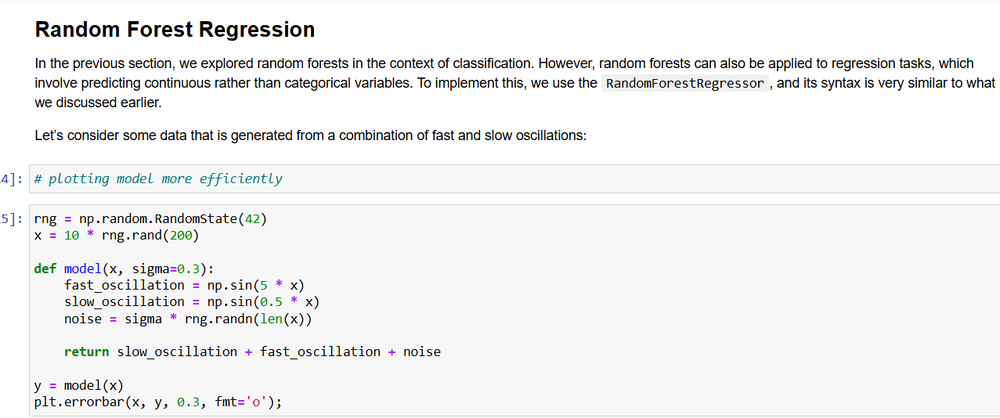 Random Forest Regression
In the previous section, we explored random forests in the context of classification. However, random forests can also be applied to regression tasks, which
involve predicting continuous rather than categorical variables. To implement this, we use the RandomForestRegressor , and its syntax is very similar to what
we discussed earlier.
Let’s consider some data that is generated from a combination of fast and slow oscillations:
4]: # plotting model more efficiently
5]: rng = np.random.RandomState(42)
x = 10 * rng.rand(200)
def model(x, sigma=0.3):
    fast_oscillation = np.sin(5 * x)
    slow_oscillation = np.sin(0.5 * x)
    noise = sigma * rng.randn(len(x))
    return slow_oscillation + fast_oscillation + noise
y = model(x)
plt.errorbar(x, y, 0.3, fmt='o');